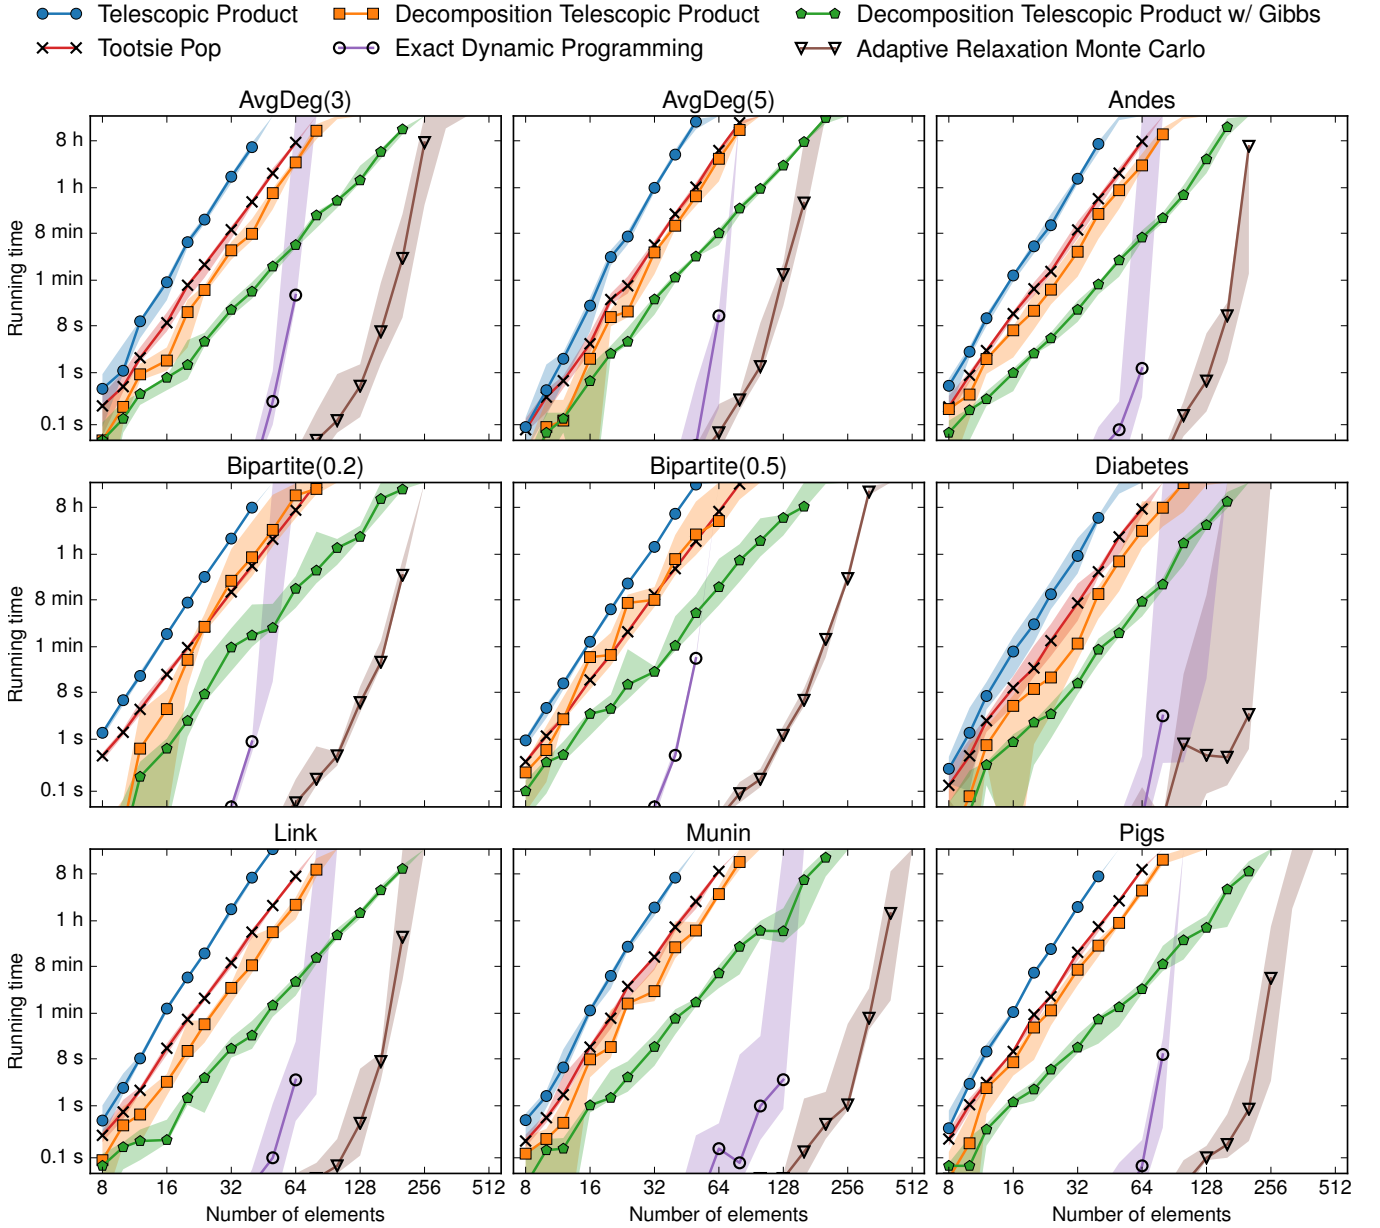 Telescopic Product Decomposition Telescopic Product Decomposition Telescopic Product w/ Gibbs
Tootsie Pop Exact Dynamic Programming Adaptive Relaxation Monte Carlo
AvgDeg(3) AvgDeg(5) Andes
8 h
1 h
8 min
1 min
8 s
1 s
0.1 s
Running time
Bipartite(0.2) Bipartite(0.5) Diabetes
8 h
1 h
8 min
1 min
8 s
1 s
0.1 s
Running time
Link Munin Pigs
8 h
1 h
8 min
1 min
8 s
1 s
0.1 s
Running time
8 16 32 64 128 256 512 8 16 32 64 128 256 512 8 16 32 64 128 256 512
Number of elements Number of elements Number of elements